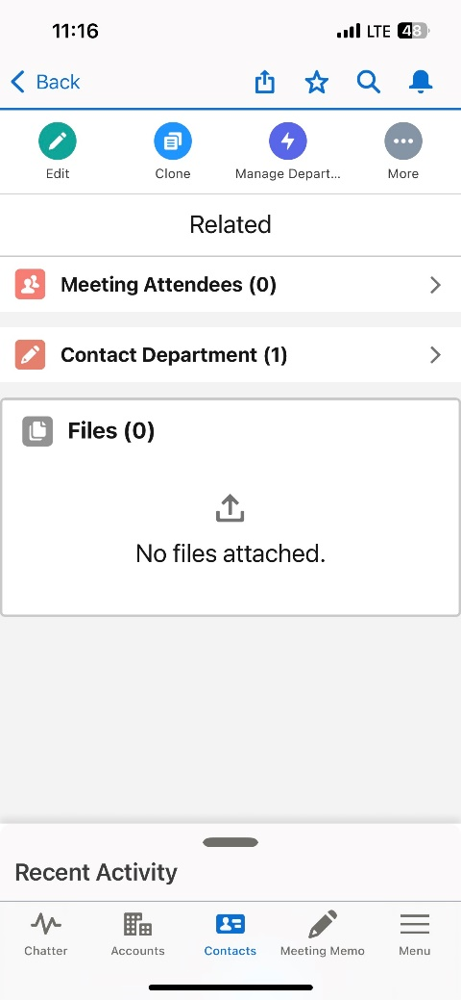 11:16
LTE 48
Back
Edit
Clone
Manage Depart...
More
Related
Meeting Attendees (0)
Contact Department (1)
Files (0)
No files attached.
Recent Activity
Chatter
Accounts
Contacts
Meeting Memo
Menu